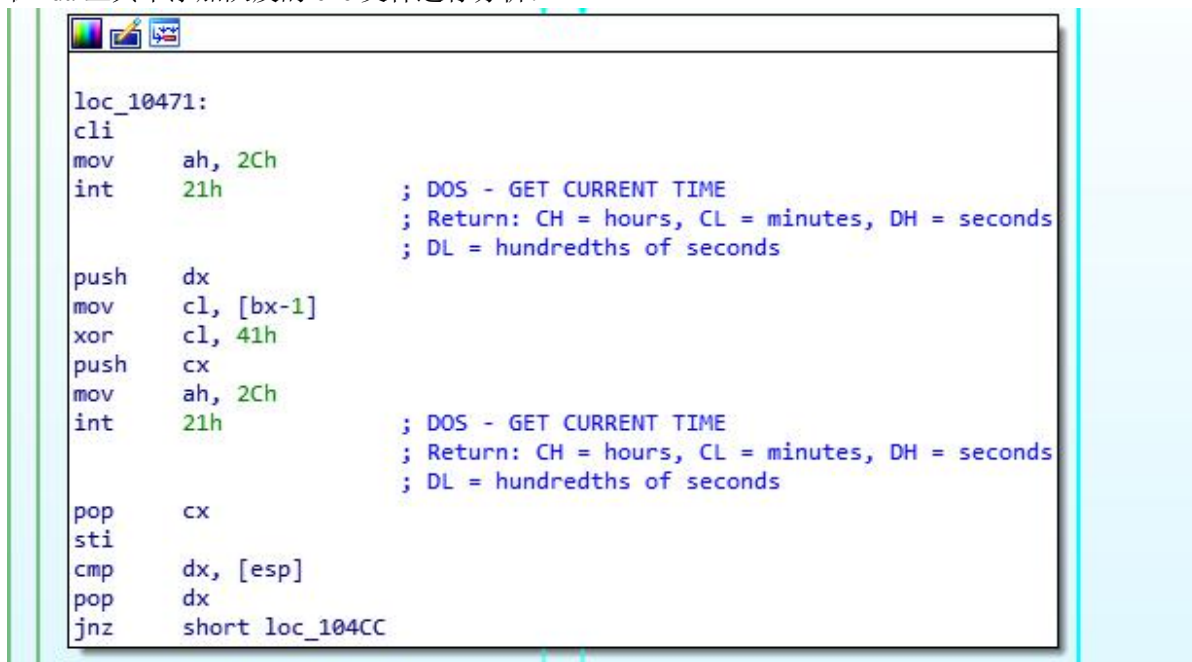 loc_10471:
cli
mov ah, 2Ch
int 21h ; DOS - GET CURRENT TIME
; Return: CH = hours, CL = minutes, DH = seconds
; DL = hundredths of seconds
push dx
mov cl, [bx-1]
xor cl, 41h
push cx
mov ah, 2Ch
int 21h ; DOS - GET CURRENT TIME
; Return: CH = hours, CL = minutes, DH = seconds
; DL = hundredths of seconds
pop cx
sti
cmp dx, [esp]
pop dx
jnz short loc_104CC